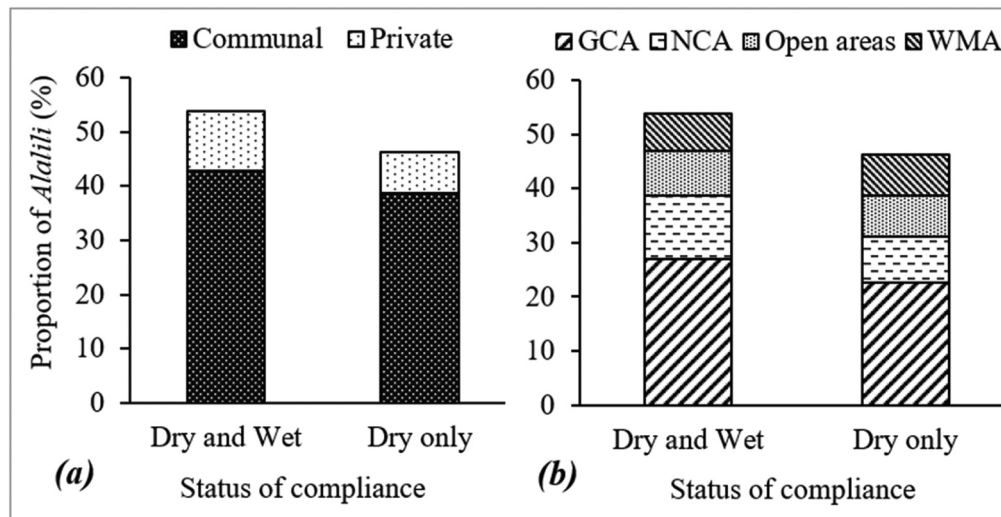 Communal Private
60
50
40
30
20
10
0
Proportion of Alalili (%)
Dry and Wet Dry only
(a) Status of compliance
GCA NCA Open areas WMA
60
50
40
30
20
10
0
Dry and Wet Dry only
(b) Status of compliance